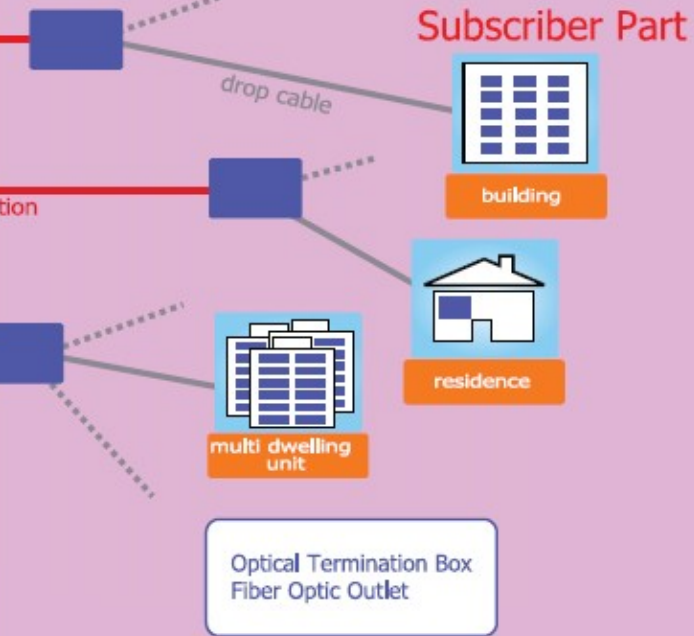 Subscriber Part
drop cable
building
tion
residence
multi dwelling
unit
Optical Termination Box
Fiber Optic Outlet